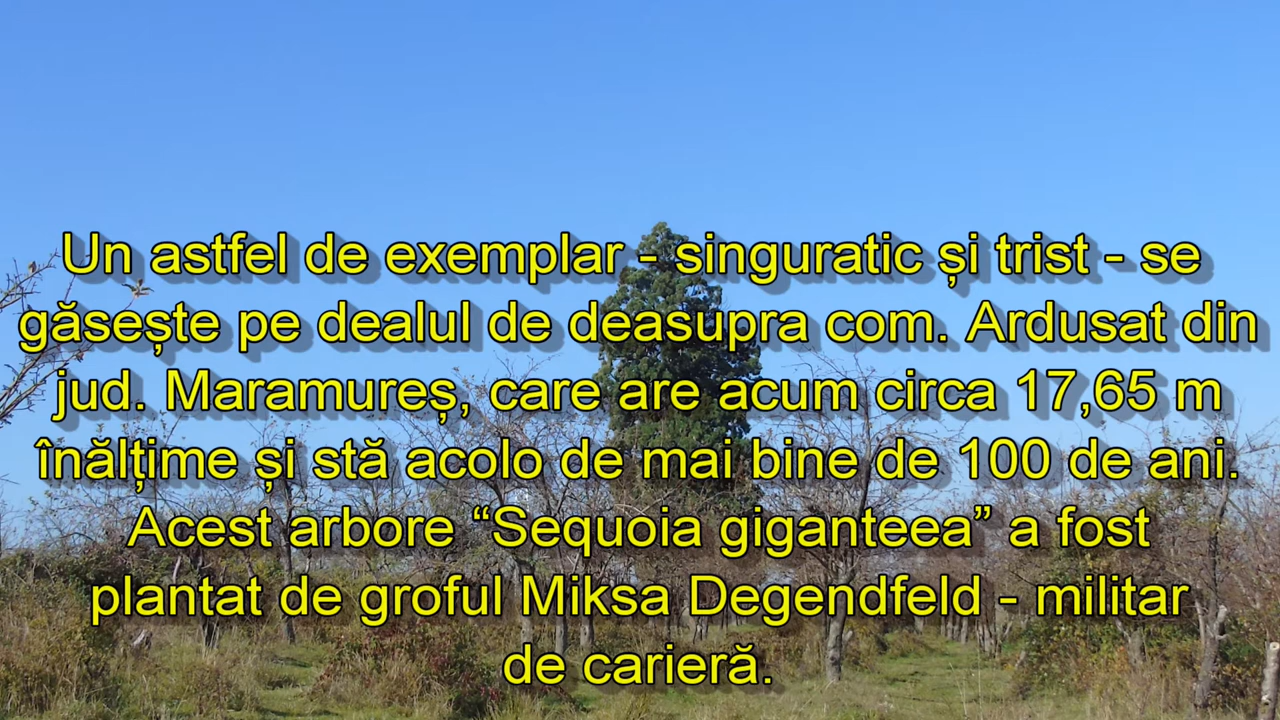 Un astfel de exemplar - singuratic și trist - se
găsește pe dealul de deasupra com. Ardusat din
jud. Maramureș, care are acum circa 17,65 m
înălțime și stă acolo de mai bine de 100 de ani.
Acest arbore “Sequoia giganteea” a fost
plantat de groful Miksa Degendfeld - militar
de carieră.